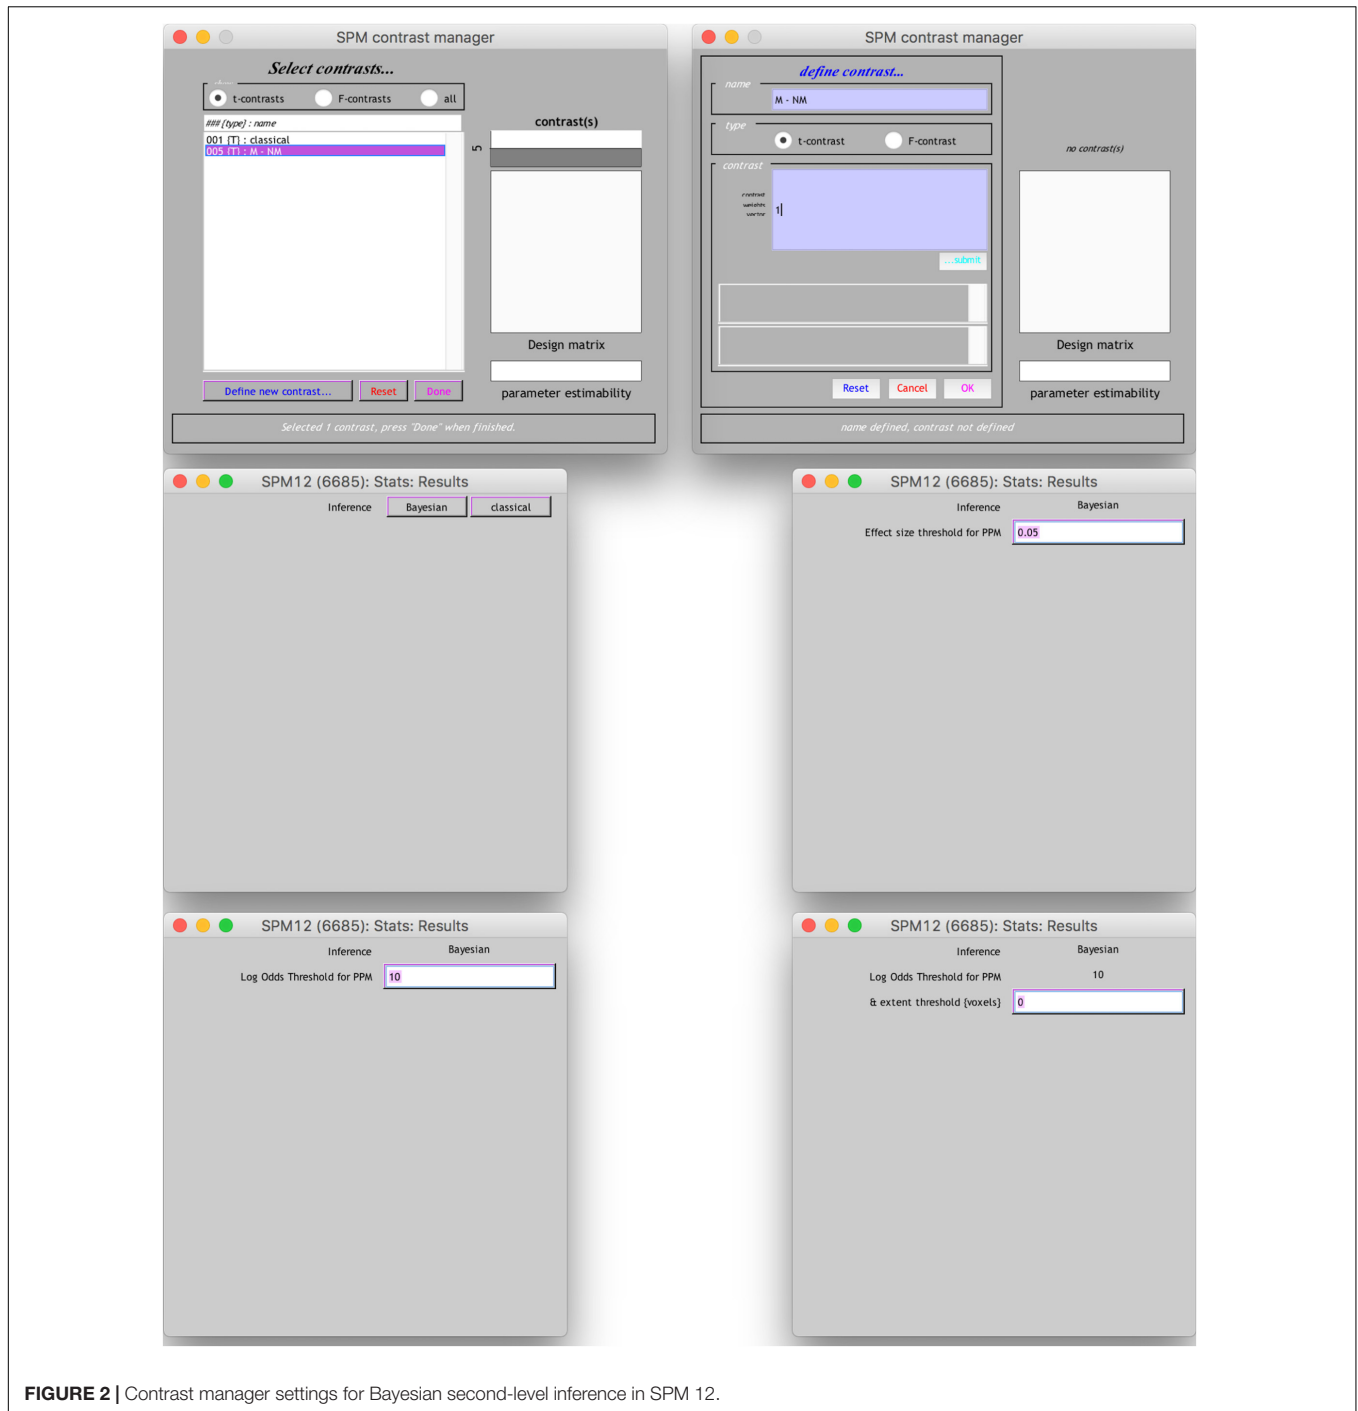 SPM contrast manager
Select contrasts...
t-contrasts F-contrasts all
### {type} : name
001 {T} : classical
005 {T} : M - NM
contrast(s)
5
Design matrix
parameter estimability
Define new contrast... Reset Done
Selected 1 contrast, press "Done" when finished.
SPM contrast manager
define contrast...
name
M - NM
type
t-contrast F-contrast
contrast
contrast
weights
vector
1
...submit
no contrast(s)
Design matrix
parameter estimability
Reset Cancel OK
name defined, contrast not defined
SPM12 (6685): Stats: Results
Inference Bayesian classical
SPM12 (6685): Stats: Results
Inference Bayesian
Effect size threshold for PPM 0.05
SPM12 (6685): Stats: Results
Inference Bayesian
Log Odds Threshold for PPM 10
SPM12 (6685): Stats: Results
Inference Bayesian
Log Odds Threshold for PPM 10
& extent threshold {voxels} 0
FIGURE 2 | Contrast manager settings for Bayesian second-level inference in SPM 12.